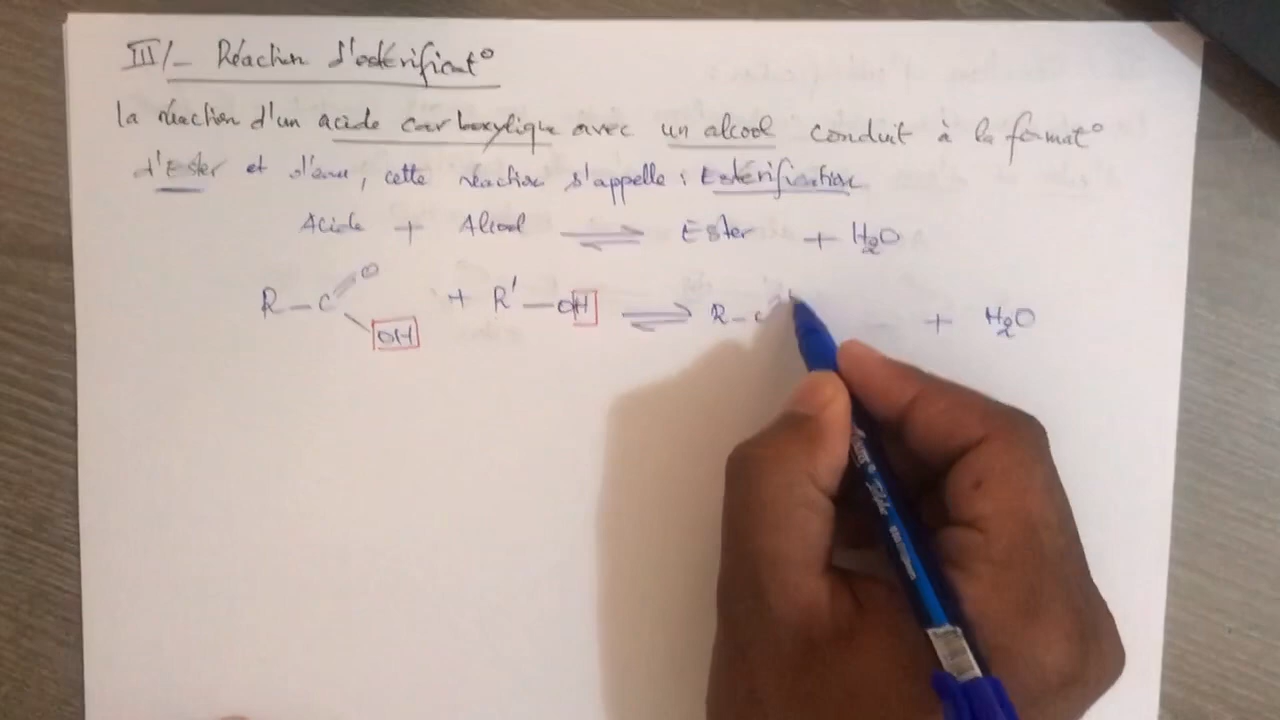 III/- Réaction d'estérificat°
la réaction d'un acide carboxylique avec un alcool conduit à la format°
d'Ester et d'eau, cette réaction s'appelle : Estérification
Acide + Alcool ⇌ Ester + H₂O
R-C=O OH + R'-OH ⇌ R-C + H₂O